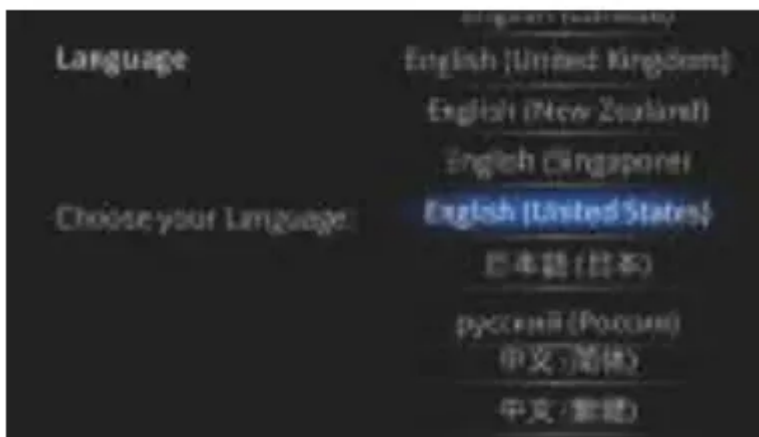 Language
English (United Kingdom)
English (New Zealand)
English (Singapore)
Choose your Language:
English (United States)
日本語 (日本)
русский (Россия)
中文 (简体)
中文 (繁體)